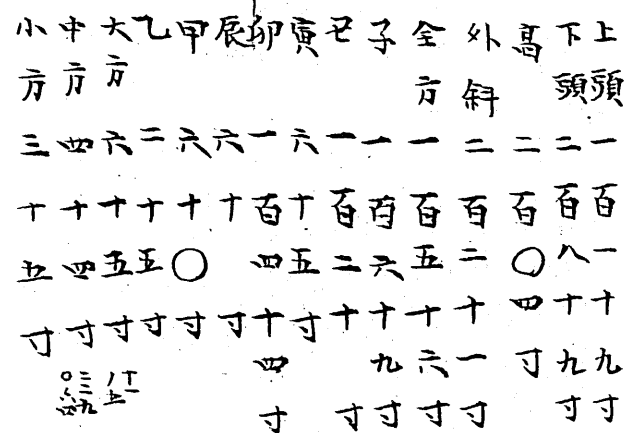 上頭一百一十九寸
下頭二百八十九寸
高二百〇四寸
外斜二百二十一寸
全方一百五十六寸
子一百六十九寸
丑一百二十寸
寅六十五寸
卯一百四十四寸
辰六十寸
甲六十〇寸
乙二十五寸
大方六十五寸
中方四十四寸
小方三十五寸